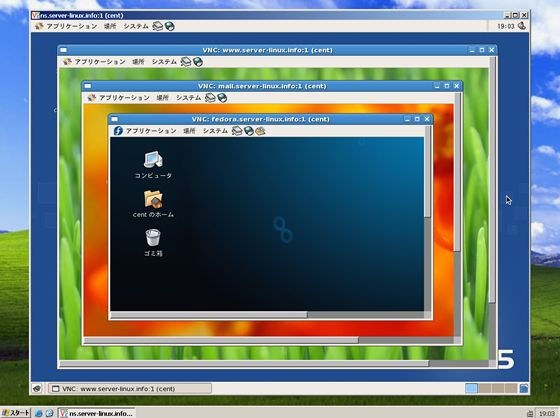 ns.server-linux.info:1 (cent)
アプリケーション 場所 システム
19:03
VNC: www.server-linux.info:1 (cent)
アプリケーション 場所 システム
VNC: mail.server-linux.info:1 (cent)
アプリケーション 場所 システム
VNC: fedora.server-linux.info:1 (cent)
アプリケーション 場所 システム
コンピュータ
cent のホーム
ゴミ箱
5
VNC: www.server-linux.info:1 (cent)
スタート
ns.server-linux.info...
19:03